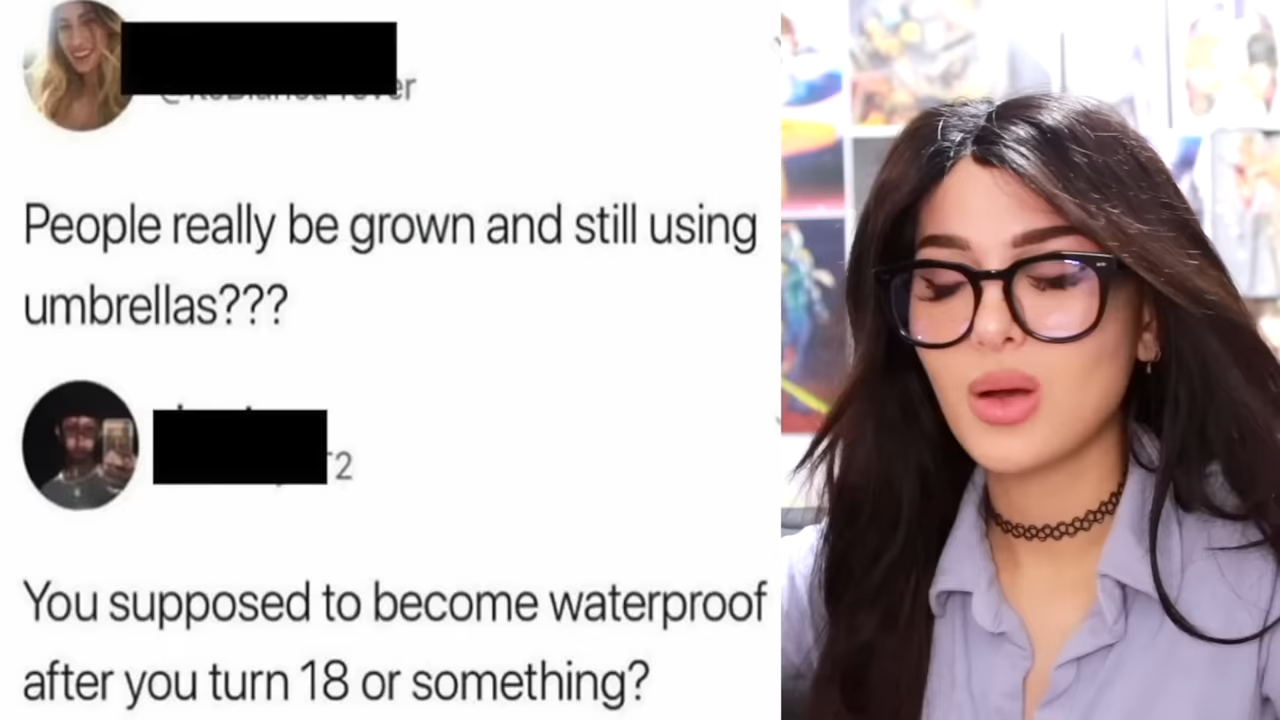 People really be grown and still using
umbrellas???
You supposed to become waterproof
after you turn 18 or something?